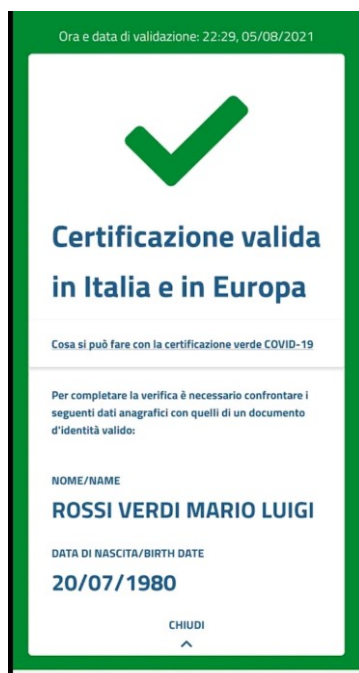 Ora e data di validazione: 22:29, 05/08/2021
Certificazione valida
in Italia e in Europa
Cosa si può fare con la certificazione verde COVID-19
Per completare la verifica è necessario confrontare i
seguenti dati anagrafici con quelli di un documento
d'identità valido:
NOME/NAME
ROSSI VERDI MARIO LUIGI
DATA DI NASCITA/BIRTH DATE
20/07/1980
CHIUDI